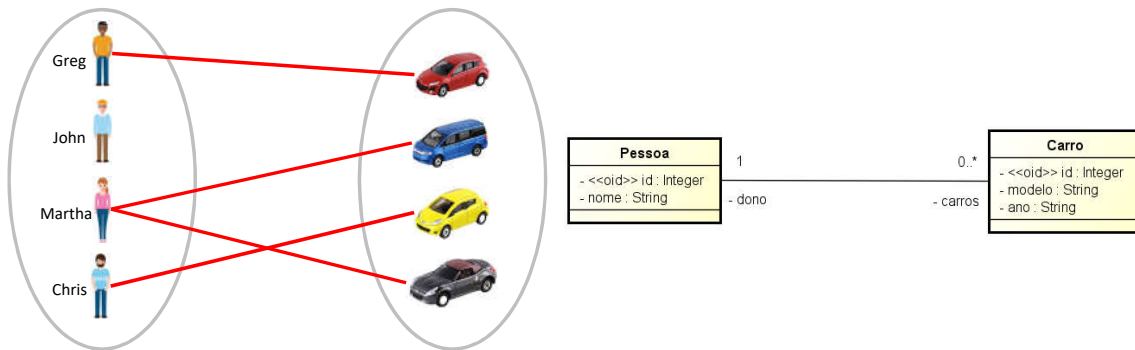 Greg
John
Martha
Chris
Pessoa
- <<oid>> id : Integer
- nome : String
1
- dono
0..*
- carros
Carro
- <<oid>> id : Integer
- modelo : String
- ano : String